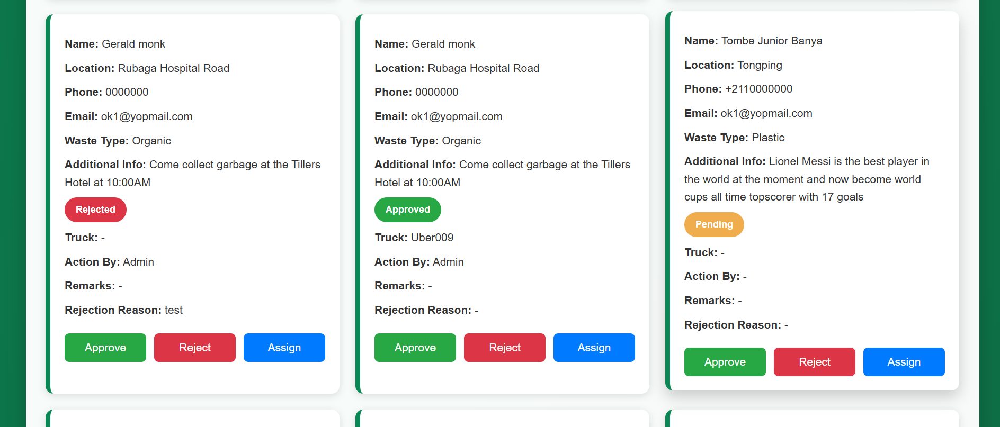 Name: Gerald monk
Location: Rubaga Hospital Road
Phone: 0000000
Email: ok1@yopmail.com
Waste Type: Organic
Additional Info: Come collect garbage at the Tillers
Hotel at 10:00AM
Rejected
Truck: -
Action By: Admin
Remarks: -
Rejection Reason: test
Approve Reject Assign
Name: Gerald monk
Location: Rubaga Hospital Road
Phone: 0000000
Email: ok1@yopmail.com
Waste Type: Organic
Additional Info: Come collect garbage at the Tillers
Hotel at 10:00AM
Approved
Truck: Uber009
Action By: Admin
Remarks: -
Rejection Reason: -
Approve Reject Assign
Name: Tombe Junior Banya
Location: Tongping
Phone: +2110000000
Email: ok1@yopmail.com
Waste Type: Plastic
Additional Info: Lionel Messi is the best player in
the world at the moment and now become world
cups all time topscorer with 17 goals
Pending
Truck: -
Action By: -
Remarks: -
Rejection Reason: -
Approve Reject Assign